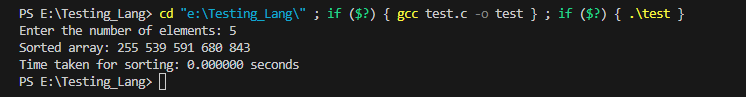 PS E:\Testing_Lang> cd "e:\Testing_Lang\" ; if ($?) { gcc test.c -o test } ; if ($?) { .\test }
Enter the number of elements: 5
Sorted array: 255 539 591 680 843
Time taken for sorting: 0.000000 seconds
PS E:\Testing_Lang>